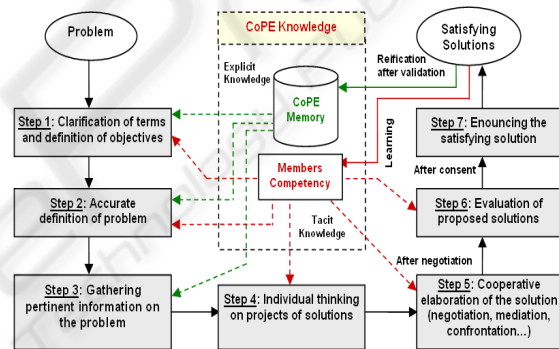 Problem
CoPE Knowledge
Satisfying
Solutions
Explicit
Knowledge
CoPE
Memory
Reification
after validation
Step 1: Clarification of terms
and definition of objectives
Members
Competency
Learning
Step 7: Enouncing the
satisfying solution
After consent
Step 2: Accurate
definition of problem
Tacit
Knowledge
Step 6: Evaluation of
proposed solutions
After negotiation
Step 3: Gathering
pertinent information on
the problem
Step 4: Individual thinking
on projects of solutions
Step 5: Cooperative
elaboration of the solution
(negotiation, mediation,
confrontation...)